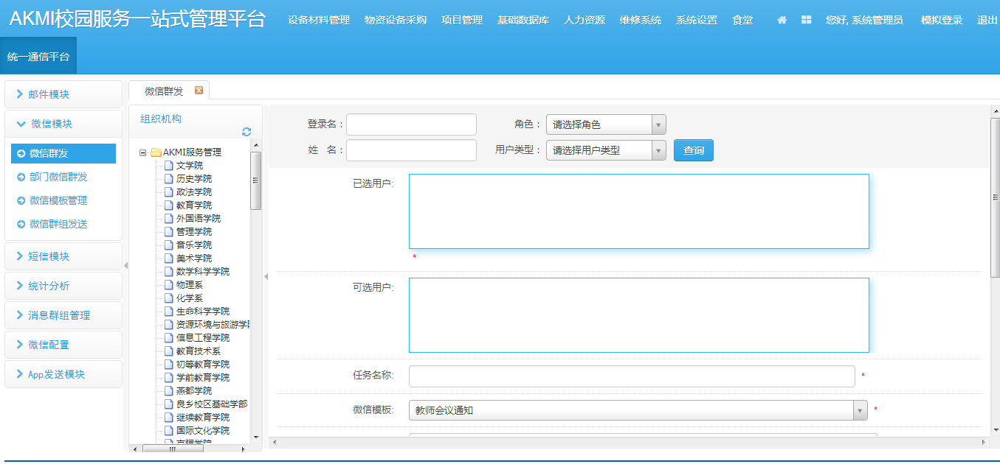 AKMI校园服务一站式管理平台 设备材料管理 物资设备采购 项目管理 基础数据库 人力资源 维修系统 系统设置 食堂 您好, 系统管理员 模拟登录 退出
统一通信平台
邮件模块
微信模块
微信群发
部门微信群发
微信模板管理
微信群组发送
短信模块
统计分析
消息群组管理
微信配置
App发送模块
微信群发
组织机构
AKMI服务管理
文学院
历史学院
政法学院
教育学院
外国语学院
管理学院
音乐学院
美术学院
数学科学学院
物理系
化学系
生命科学学院
资源环境与旅游学院
信息工程学院
教育技术系
初等教育学院
学前教育学院
燕都学院
良乡校区基础学部
继续教育学院
国际文化学院
登录名： 角色： 请选择角色
姓 名： 用户类型： 请选择用户类型 查询
已选用户:
*
可选用户:
任务名称: *
微信模板: 教师会议通知 *